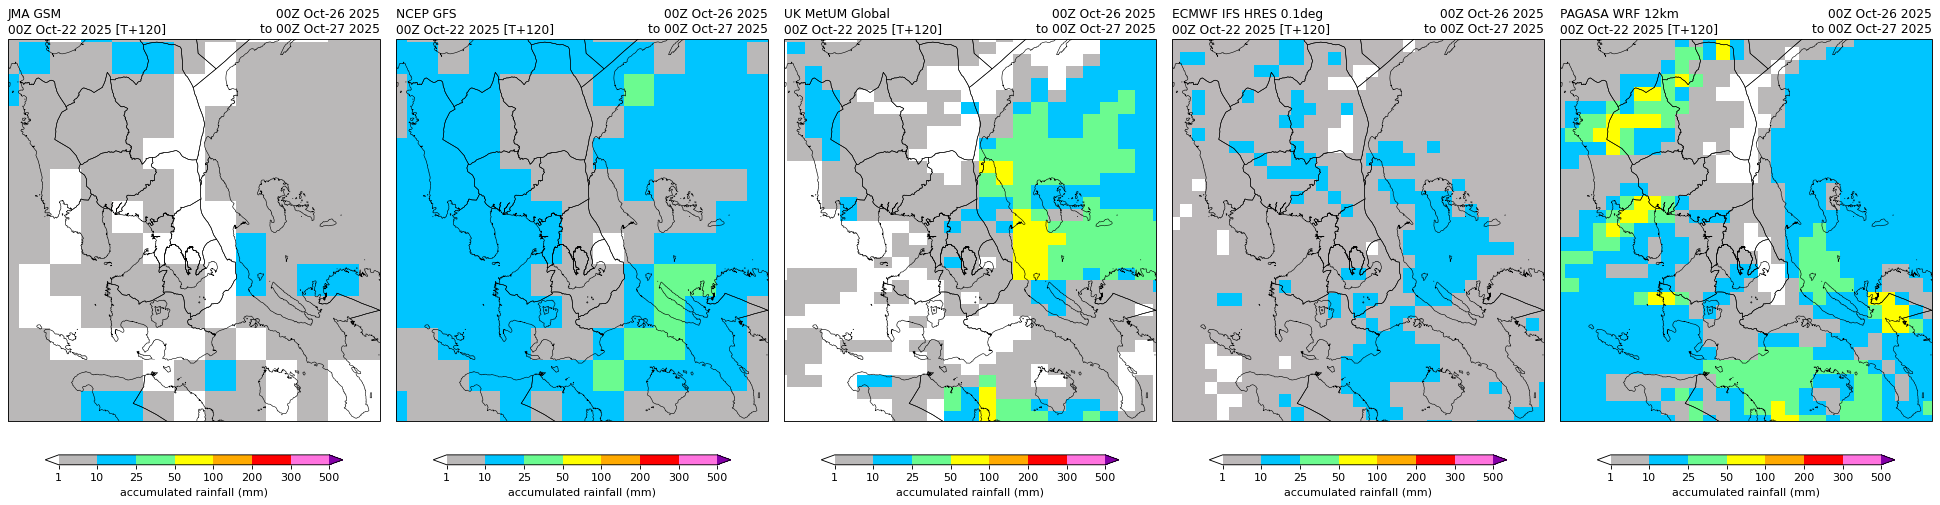 JMA GSM
00Z Oct-22 2025 [T+120]
00Z Oct-26 2025
to 00Z Oct-27 2025
NCEP GFS
00Z Oct-22 2025 [T+120]
00Z Oct-26 2025
to 00Z Oct-27 2025
UK MetUM Global
00Z Oct-22 2025 [T+120]
00Z Oct-26 2025
to 00Z Oct-27 2025
ECMWF IFS HRES 0.1deg
00Z Oct-22 2025 [T+120]
00Z Oct-26 2025
to 00Z Oct-27 2025
PAGASA WRF 12km
00Z Oct-22 2025 [T+120]
00Z Oct-26 2025
to 00Z Oct-27 2025
1 10 25 50 100 200 300 500
accumulated rainfall (mm)
1 10 25 50 100 200 300 500
accumulated rainfall (mm)
1 10 25 50 100 200 300 500
accumulated rainfall (mm)
1 10 25 50 100 200 300 500
accumulated rainfall (mm)
1 10 25 50 100 200 300 500
accumulated rainfall (mm)